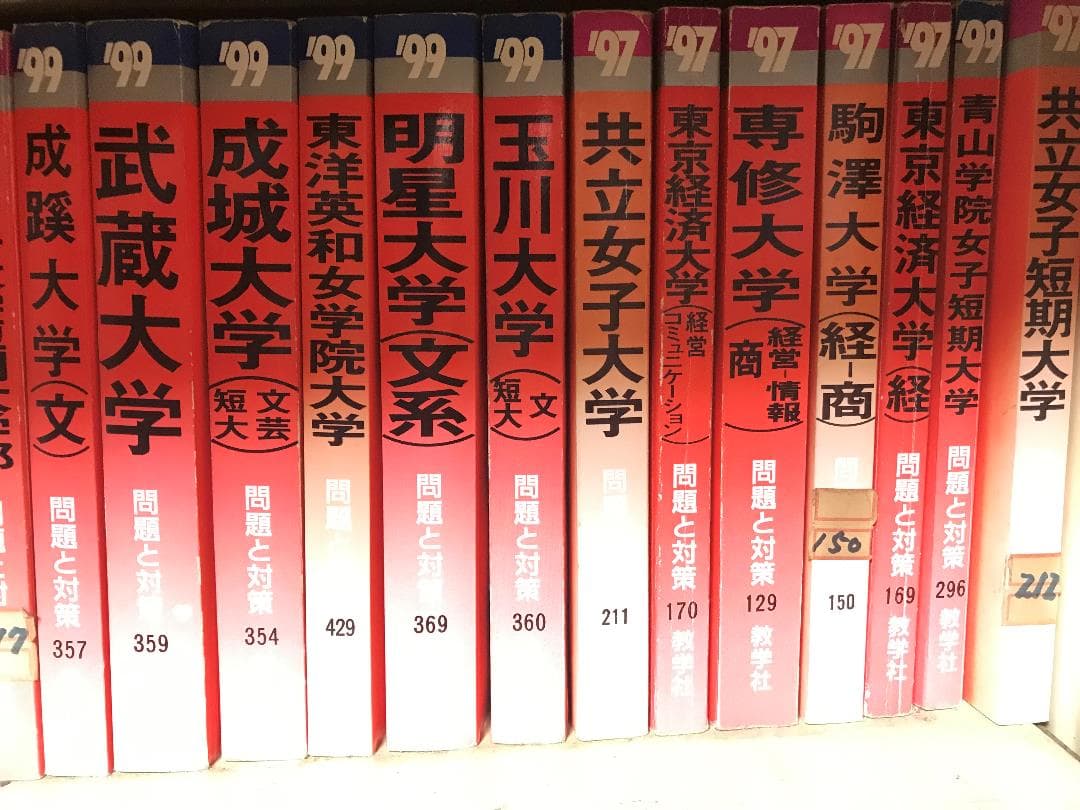 '99
成蹊大学(文)
問題と対策
357
'99
武蔵大学
問題と対策
359
'99
成城大学(文芸 短大)
問題と対策
354
'99
東洋英和女学院大学
問題
429
'99
明星大学(文系)
問題と対策
369
'99
玉川大学(文 短大)
問題と対策
360
'97
共立女子大学
問
211
'97
東京経済大学(経営 コミュニケーション)
問題と対策
170
教学社
'97
専修大学(経営-情報 商)
問題と対策
129
教学社
'97
駒澤大学(経-商)
問
150
150
'97
東京経済大学(経)
問題と対策
169
教学社
'99
青山学院女子短期大学
問題と対策
296
教学社
'97
共立女子短期大学
212